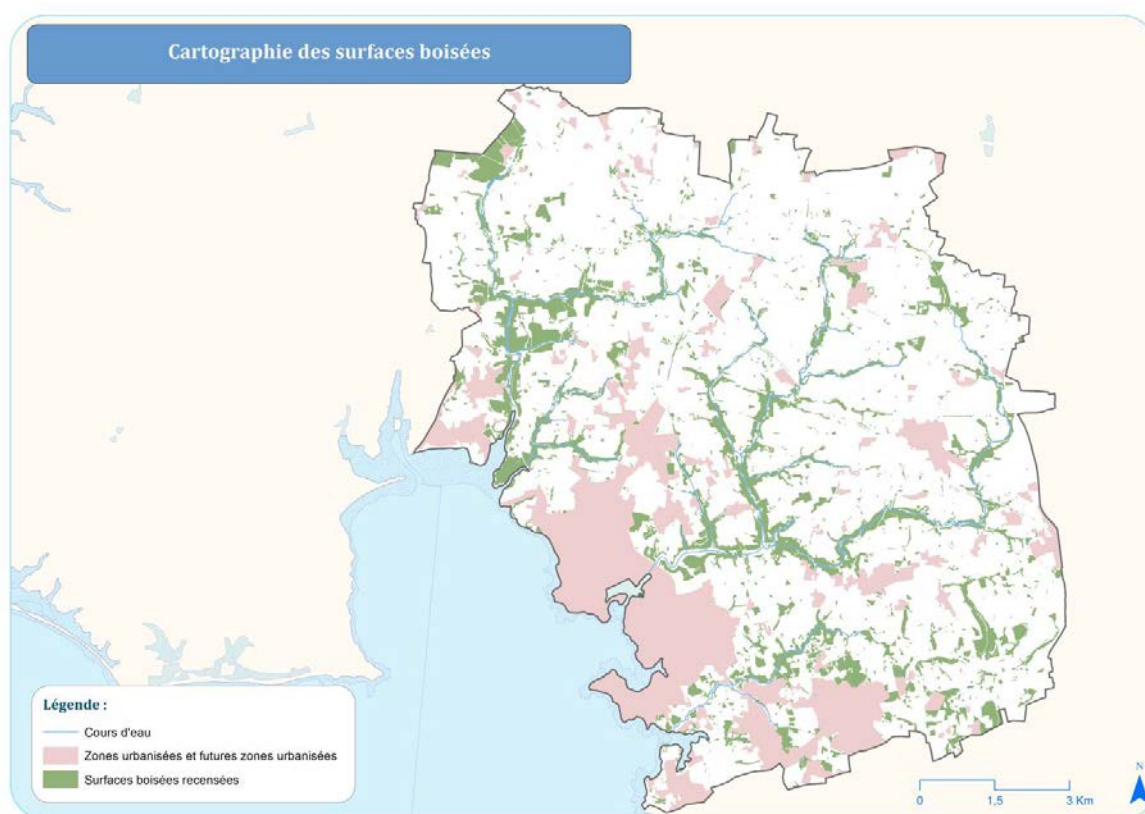 Cartographie des surfaces boisées
Légende :
Cours d'eau
Zones urbanisées et futures zones urbanisées
Surfaces boisées recensées
N
0 1,5 3 Km